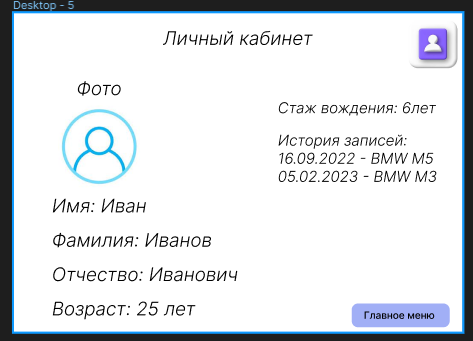 Desktop - 5
Личный кабинет
Фото
Стаж вождения: 6лет
История записей:
16.09.2022 - BMW M5
05.02.2023 - BMW M3
Имя: Иван
Фамилия: Иванов
Отчество: Иванович
Возраст: 25 лет
Главное меню